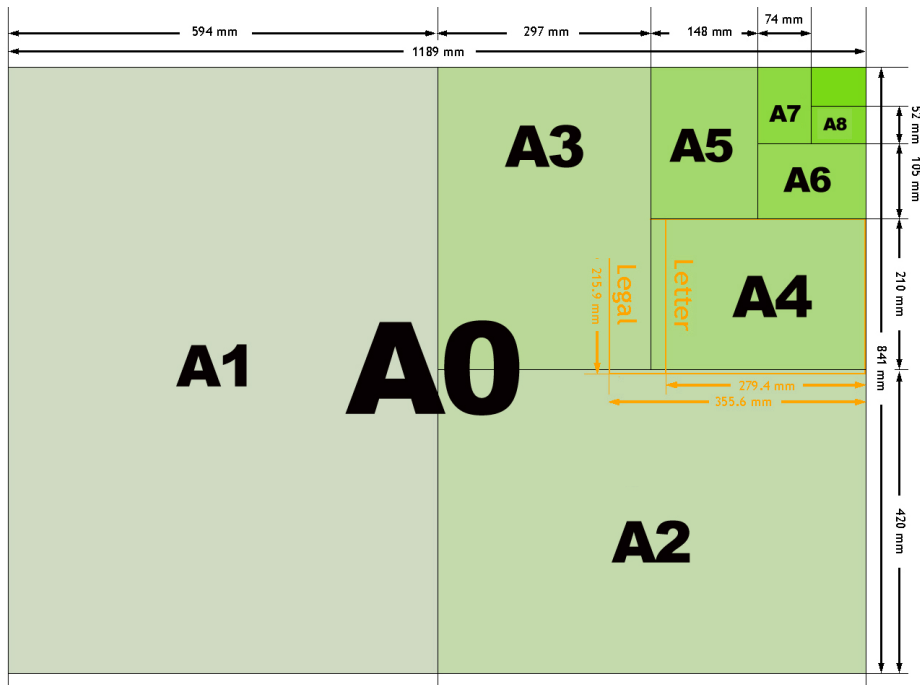 74 mm
594 mm
297 mm
148 mm
1189 mm
A7
A8
52 mm
A3
A5
105 mm
A6
Legal
Letter
215.9 mm
A4
210 mm
A0
A1
841 mm
279.4 mm
355.6 mm
420 mm
A2